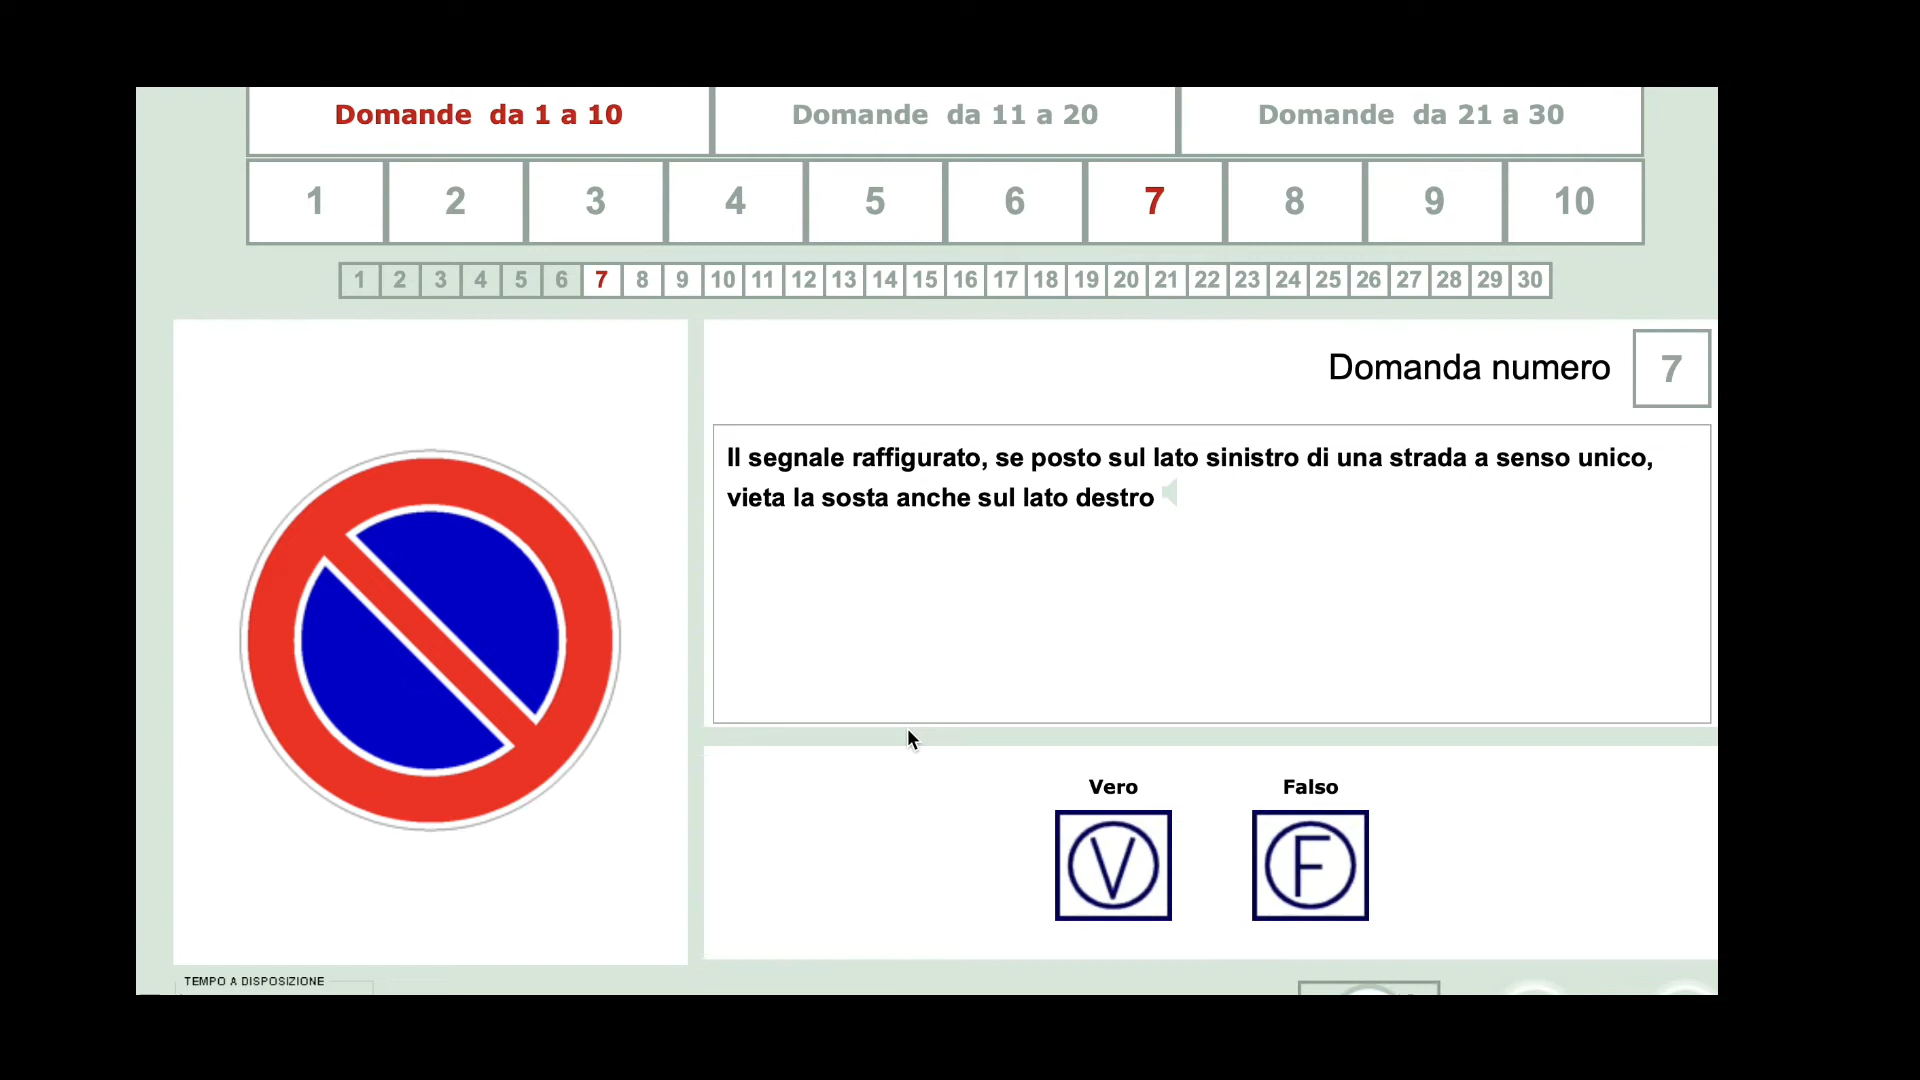 Domande da 1 a 10
Domande da 11 a 20
Domande da 21 a 30
1 2 3 4 5 6 7 8 9 10
1 2 3 4 5 6 7 8 9 10 11 12 13 14 15 16 17 18 19 20 21 22 23 24 25 26 27 28 29 30
Domanda numero 7
Il segnale raffigurato, se posto sul lato sinistro di una strada a senso unico,
vieta la sosta anche sul lato destro
Vero Falso
V F
TEMPO A DISPOSIZIONE